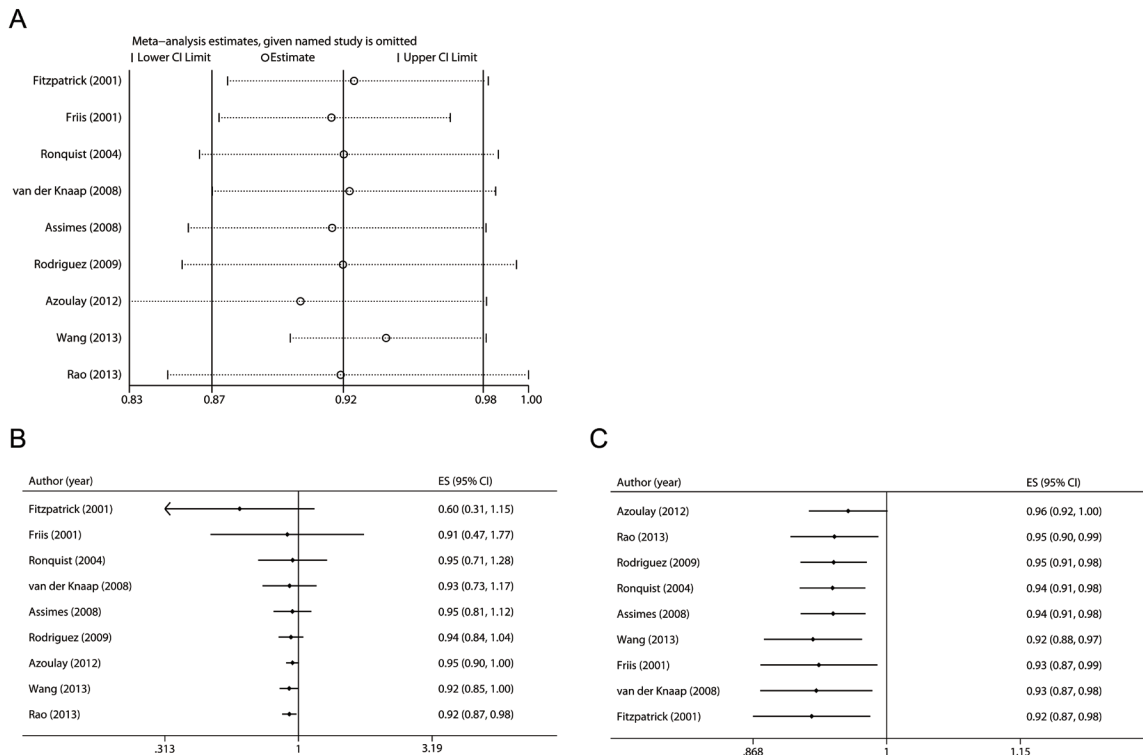 A
Meta−analysis estimates, given named study is omitted
Lower CI Limit Estimate Upper CI Limit
Fitzpatrick (2001)
Friis (2001)
Ronquist (2004)
van der Knaap (2008)
Assimes (2008)
Rodriguez (2009)
Azoulay (2012)
Wang (2013)
Rao (2013)
0.83 0.87 0.92 0.98 1.00
B
Author (year) ES (95% CI)
Fitzpatrick (2001) 0.60 (0.31, 1.15)
Friis (2001) 0.91 (0.47, 1.77)
Ronquist (2004) 0.95 (0.71, 1.28)
van der Knaap (2008) 0.93 (0.73, 1.17)
Assimes (2008) 0.95 (0.81, 1.12)
Rodriguez (2009) 0.94 (0.84, 1.04)
Azoulay (2012) 0.95 (0.90, 1.00)
Wang (2013) 0.92 (0.85, 1.00)
Rao (2013) 0.92 (0.87, 0.98)
.313 1 3.19
C
Author (year) ES (95% CI)
Azoulay (2012) 0.96 (0.92, 1.00)
Rao (2013) 0.95 (0.90, 0.99)
Rodriguez (2009) 0.95 (0.91, 0.98)
Ronquist (2004) 0.94 (0.91, 0.98)
Assimes (2008) 0.94 (0.91, 0.98)
Wang (2013) 0.92 (0.88, 0.97)
Friis (2001) 0.93 (0.87, 0.99)
van der Knaap (2008) 0.93 (0.87, 0.98)
Fitzpatrick (2001) 0.92 (0.87, 0.98)
.868 1 1.15